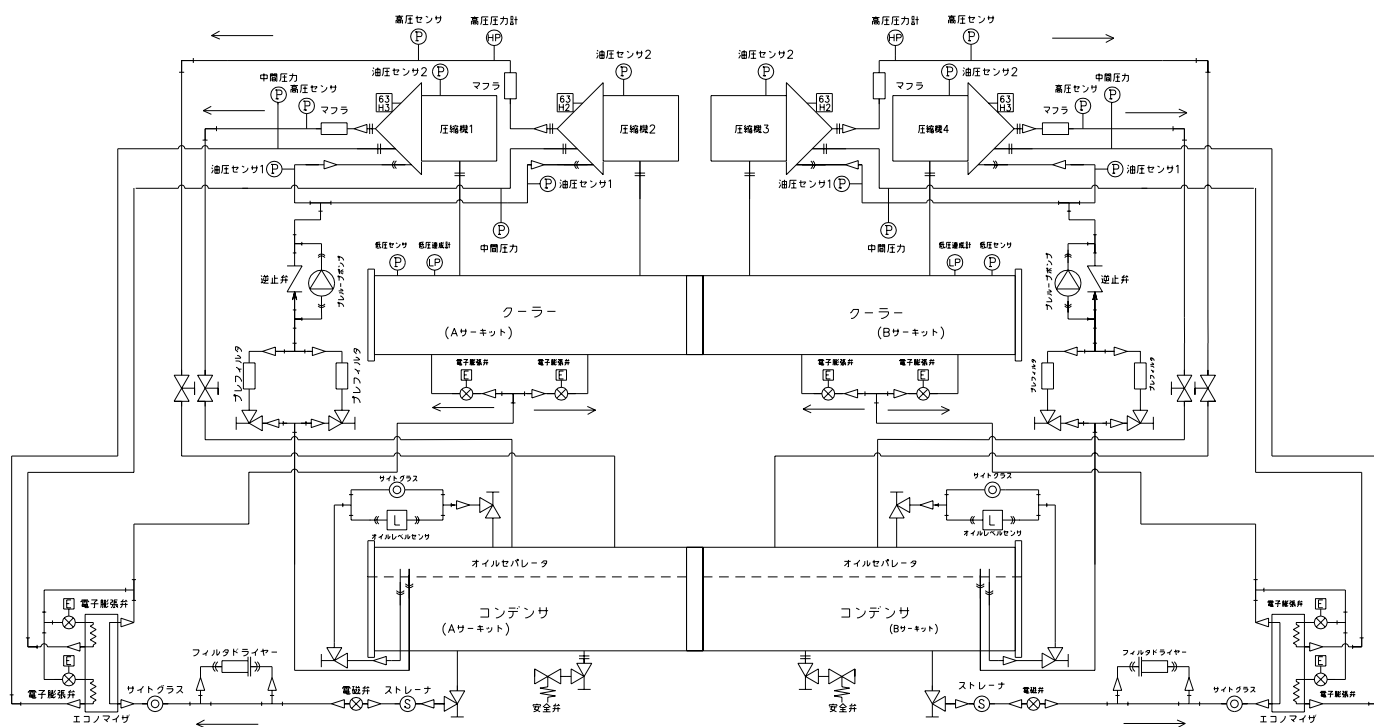 高圧センサ
高圧圧力計
高圧圧力計
高圧センサ
P
HP
HP
P
油圧センサ2
油圧センサ2
油圧センサ2
油圧センサ2
中間圧力
高圧センサ
P
P
マフラ
P
マフラ
P
高圧センサ
中間圧力
P
P
マフラ
63
H3
63
H2
63
H2
63
H3
マフラ
P
P
圧縮機1
圧縮機2
圧縮機3
圧縮機4
油圧センサ1
P
P
油圧センサ1
油圧センサ1
P
P
油圧センサ1
P
中間圧力
P
中間圧力
低圧センサ
低圧連成計
低圧連成計
低圧センサ
P
LP
LP
P
逆止弁
プレルーブポンプ
プレルーブポンプ
逆止弁
クーラー
(Aサーキット)
クーラー
(Bサーキット)
プレフィルタ
プレフィルタ
電子膨張弁
電子膨張弁
電子膨張弁
電子膨張弁
プレフィルタ
プレフィルタ
E
E
E
E
サイトグラス
サイトグラス
L
L
オイルレベルセンサ
オイルレベルセンサ
オイルセパレータ
オイルセパレータ
コンデンサ
(Aサーキット)
コンデンサ
(Bサーキット)
E
電子膨張弁
電子膨張弁
E
E
フィルタドライヤー
フィルタドライヤー
E
電子膨張弁
サイトグラス
電磁弁
ストレーナ
安全弁
安全弁
ストレーナ
電磁弁
サイトグラス
電子膨張弁
S
S
エコノマイザ
エコノマイザ